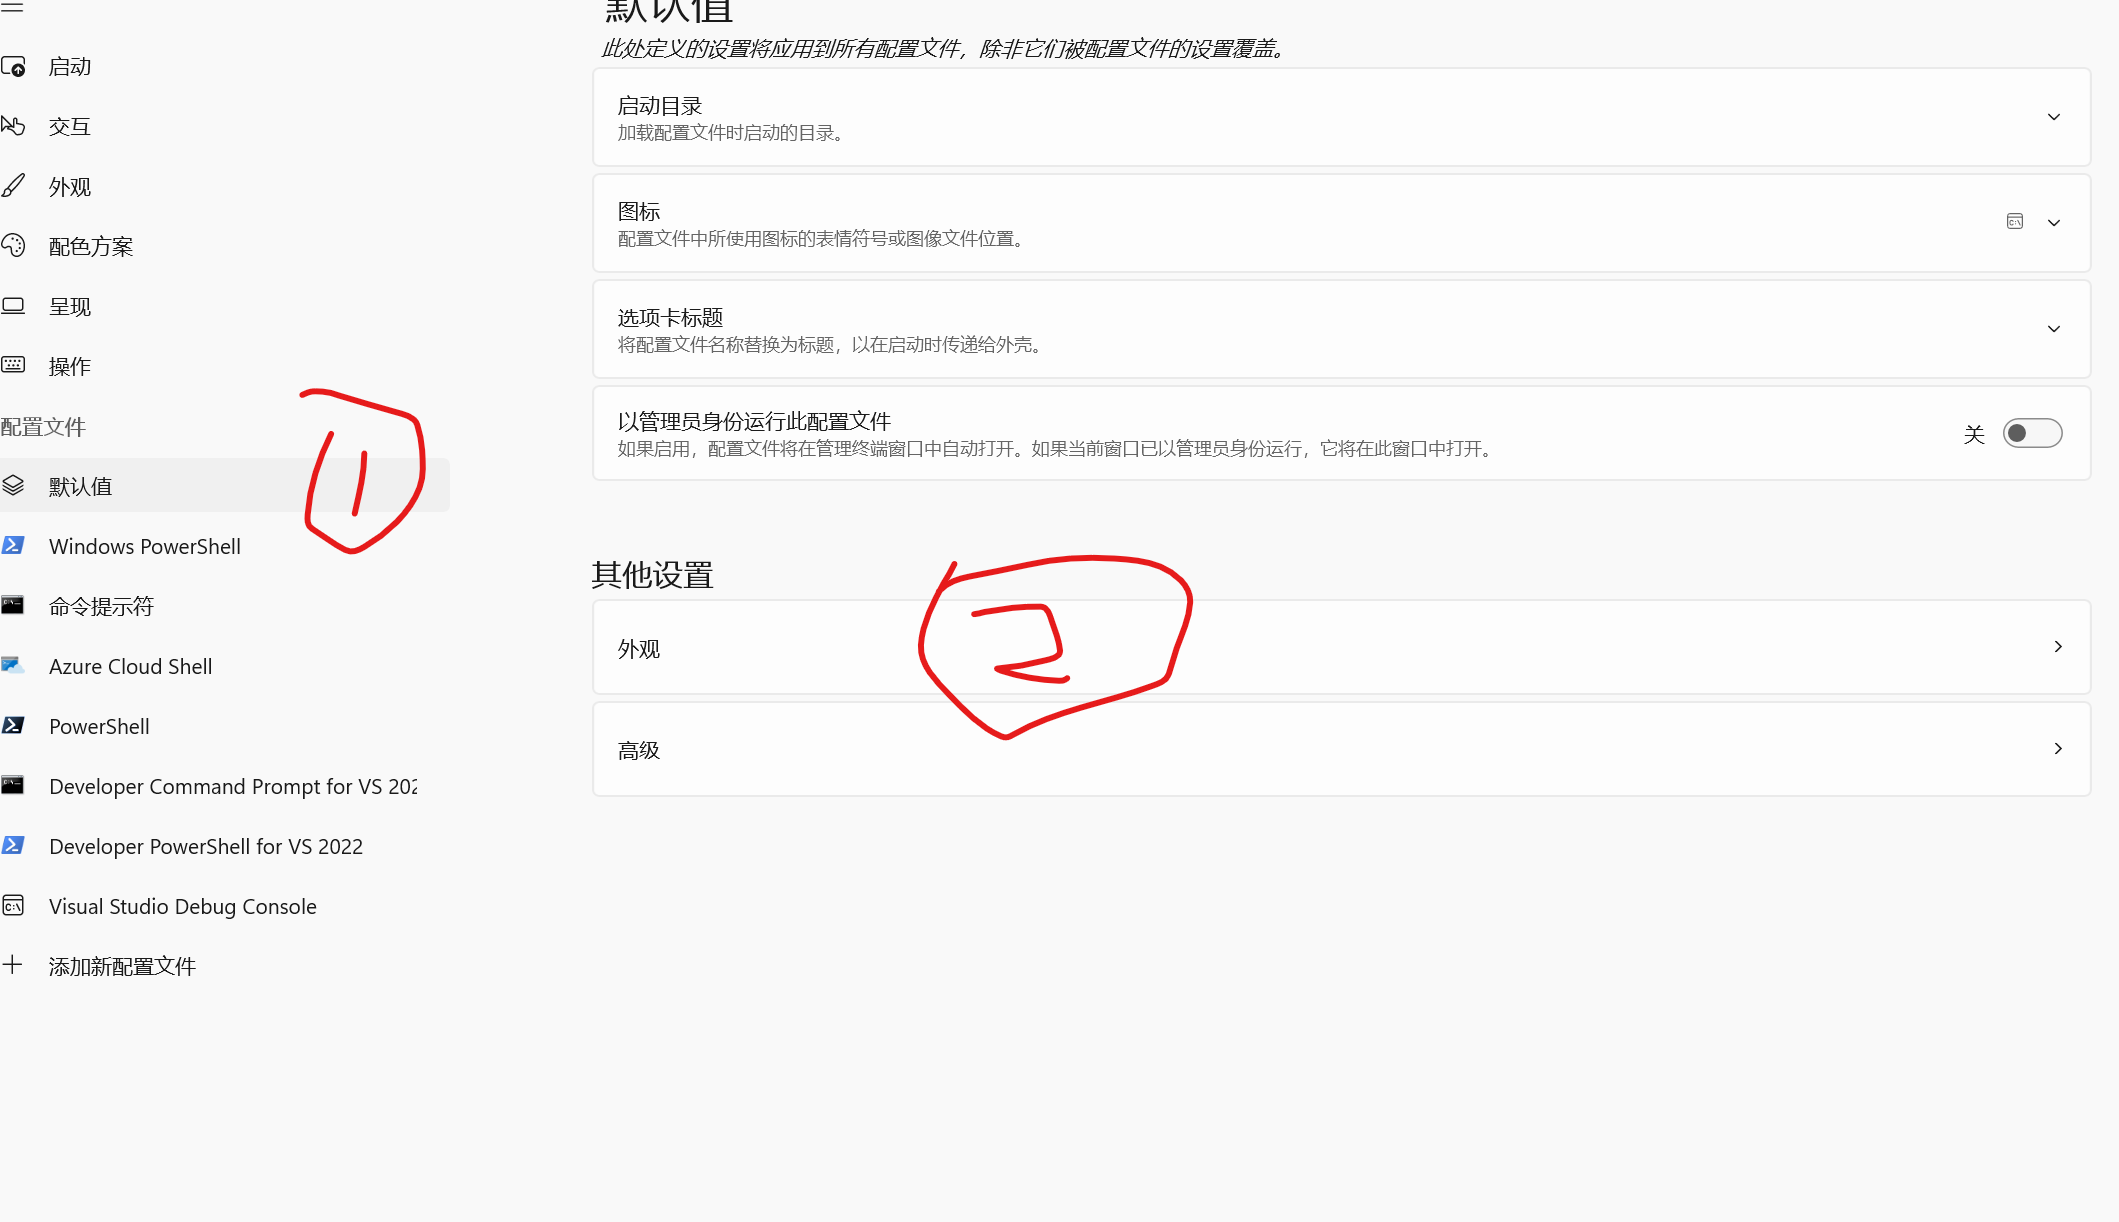 启动
交互
外观
配色方案
呈现
操作
配置文件
默认值
Windows PowerShell
命令提示符
Azure Cloud Shell
PowerShell
Developer Command Prompt for VS 202
Developer PowerShell for VS 2022
Visual Studio Debug Console
添加新配置文件
1
默认值
此处定义的设置将应用到所有配置文件，除非它们被配置文件的设置覆盖。
启动目录
加载配置文件时启动的目录。
图标
配置文件中所使用图标的表情符号或图像文件位置。
选项卡标题
将配置文件名称替换为标题，以在启动时传递给外壳。
以管理员身份运行此配置文件
如果启用，配置文件将在管理终端窗口中自动打开。如果当前窗口已以管理员身份运行，它将在此窗口中打开。
关
其他设置
外观
2
高级